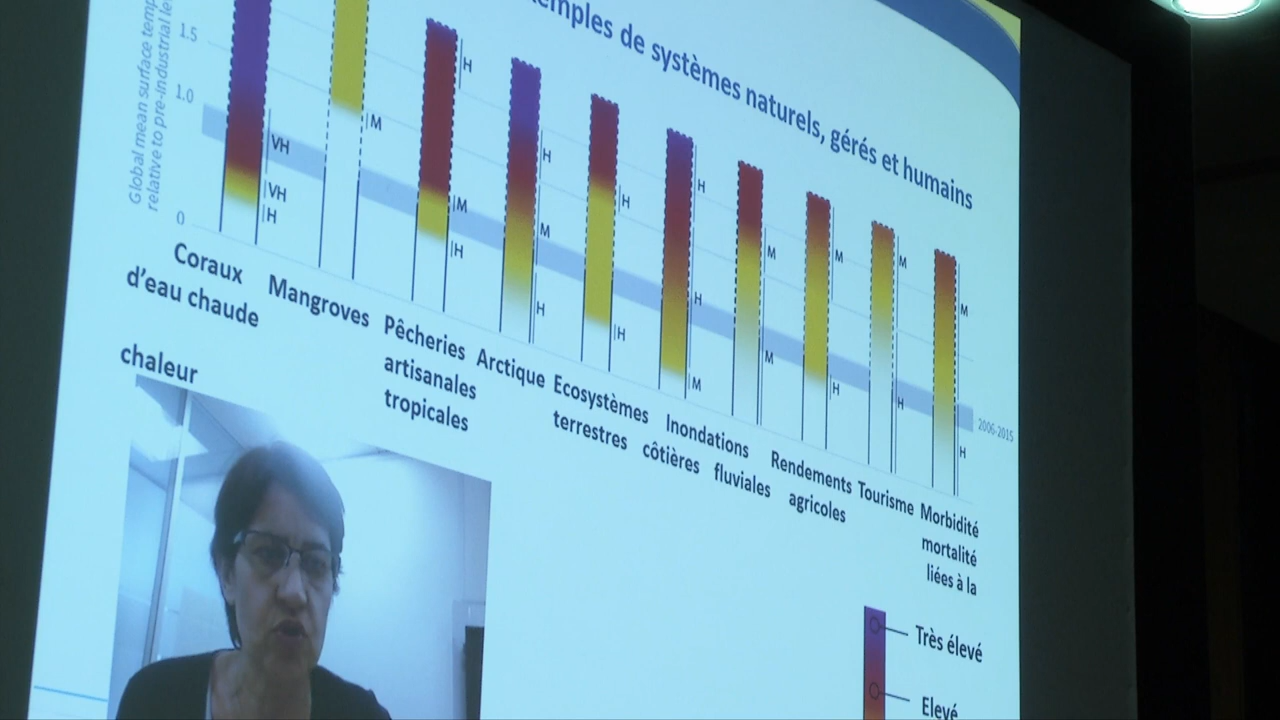 emples de systèmes naturels, gérés et humains
Global mean surface temp
relative to pre-industrial le
1.5
1.0
0
VH
VH
H
M
H
M
H
H
M
H
H
H
H
H
M
M
M
M
H
M
H
M
H
2006-2015
Coraux
d'eau chaude
Mangroves
Pêcheries
artisanales
tropicales
Arctique
Ecosystèmes
terrestres
Inondations
côtières
fluviales
Rendements
agricoles
Tourisme
Morbidité
mortalité
liées à la
chaleur
Très élevé
Elevé